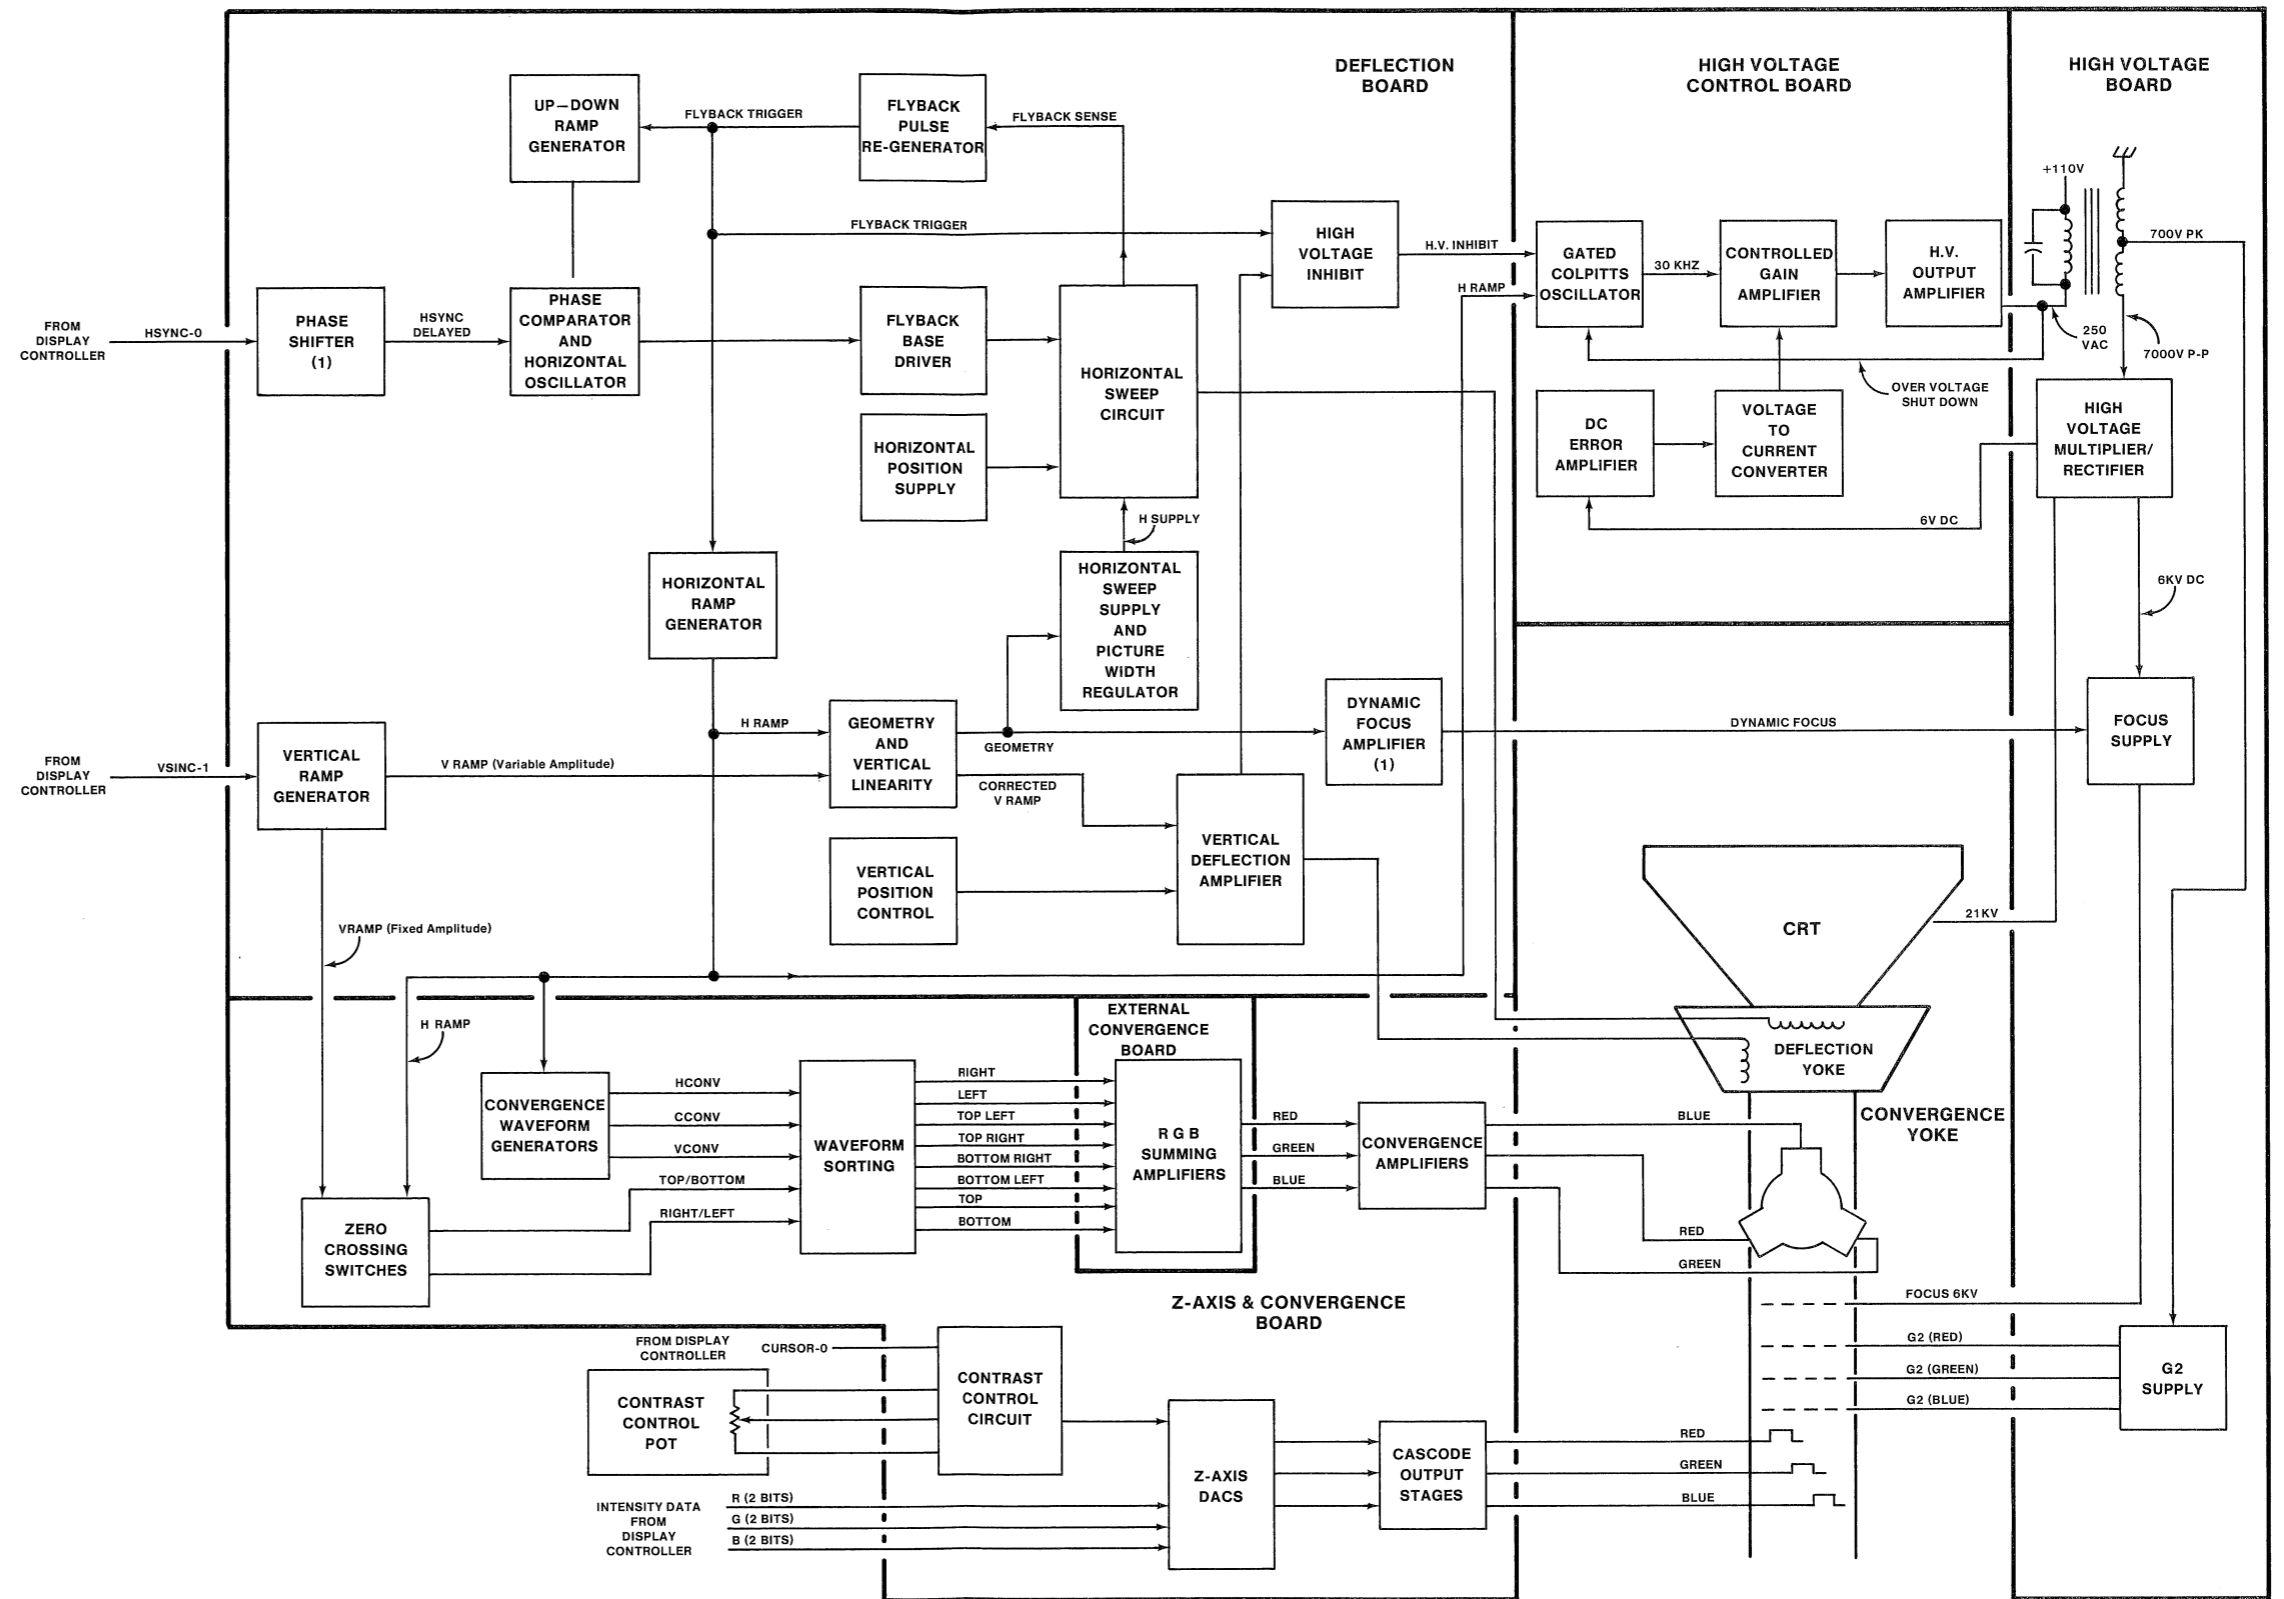 DEFLECTION
BOARD
HIGH VOLTAGE
CONTROL BOARD
HIGH VOLTAGE
BOARD
UP—DOWN
RAMP
GENERATOR
FLYBACK TRIGGER
FLYBACK
PULSE
RE-GENERATOR
FLYBACK SENSE
+110V
700V PK
FLYBACK TRIGGER
HIGH
VOLTAGE
INHIBIT
H.V. INHIBIT
H RAMP
GATED
COLPITTS
OSCILLATOR
30 KHZ
CONTROLLED
GAIN
AMPLIFIER
H.V.
OUTPUT
AMPLIFIER
250
VAC
7000V P-P
OVER VOLTAGE
SHUT DOWN
FROM
DISPLAY
CONTROLLER
HSYNC-0
PHASE
SHIFTER
(1)
HSYNC
DELAYED
PHASE
COMPARATOR
AND
HORIZONTAL
OSCILLATOR
FLYBACK
BASE
DRIVER
HORIZONTAL
SWEEP
CIRCUIT
HORIZONTAL
POSITION
SUPPLY
DC
ERROR
AMPLIFIER
VOLTAGE
TO
CURRENT
CONVERTER
HIGH
VOLTAGE
MULTIPLIER/
RECTIFIER
H SUPPLY
6V DC
HORIZONTAL
RAMP
GENERATOR
HORIZONTAL
SWEEP
SUPPLY
AND
PICTURE
WiDTH
REGULATOR
6KV DC
FROM
DISPLAY
CONTROLLER
VSINC-1
VERTICAL
RAMP
GENERATOR
V RAMP (Variable Amplitude)
H RAMP
GEOMETRY
AND
VERTICAL
LINEARITY
GEOMETRY
CORRECTED
V RAMP
DYNAMIC
FOCUS
AMPLIFIER
(1)
DYNAMIC FOCUS
FOCUS
SUPPLY
VERTICAL
POSITION
CONTROL
VERTICAL
DEFLECTION
AMPLIFIER
VRAMP (Fixed Amplitude)
CRT
21KV
H RAMP
EXTERNAL
CONVERGENCE
BOARD
DEFLECTION
YOKE
CONVERGENCE
YOKE
CONVERGENCE
WAVEFORM
GENERATORS
HCONV
CCONV
VCONV
TOP/BOTTOM
RIGHT/LEFT
WAVEFORM
SORTING
RIGHT
LEFT
TOP LEFT
TOP RIGHT
BOTTOM RIGHT
BOTTOM LEFT
TOP
BOTTOM
R G B
SUMMING
AMPLIFIERS
RED
GREEN
BLUE
CONVERGENCE
AMPLIFIERS
BLUE
RED
GREEN
ZERO
CROSSING
SWITCHES
Z-AXIS & CONVERGENCE
BOARD
FOCUS 6KV
G2 (RED)
G2 (GREEN)
G2 (BLUE)
G2
SUPPLY
FROM DISPLAY
CONTROLLER
CURSOR-0
CONTRAST
CONTROL
POT
CONTRAST
CONTROL
CIRCUIT
Z-AXIS
DACS
CASCODE
OUTPUT
STAGES
RED
GREEN
BLUE
INTENSITY DATA
FROM
DISPLAY
CONTROLLER
R (2 BITS)
G (2 BITS)
B (2 BITS)